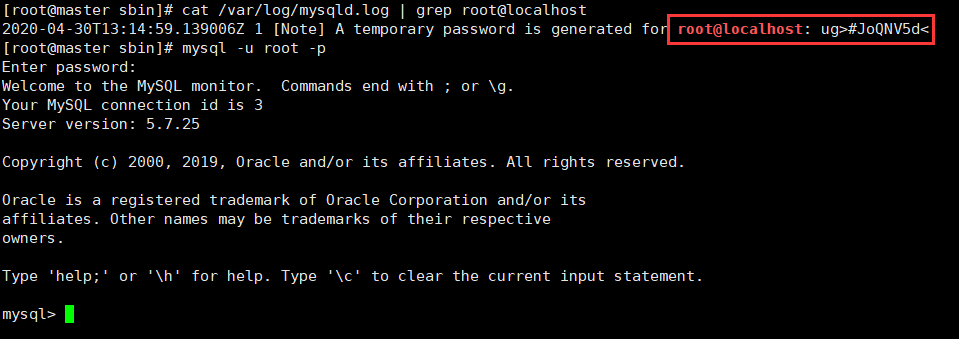 [root@master sbin]# cat /var/log/mysqld.log | grep root@localhost
2020-04-30T13:14:59.139006Z 1 [Note] A temporary password is generated for root@localhost: ug>#JoQNV5d<
[root@master sbin]# mysql -u root -p
Enter password:
Welcome to the MySQL monitor.  Commands end with ; or \g.
Your MySQL connection id is 3
Server version: 5.7.25
Copyright (c) 2000, 2019, Oracle and/or its affiliates. All rights reserved.
Oracle is a registered trademark of Oracle Corporation and/or its
affiliates. Other names may be trademarks of their respective
owners.
Type 'help;' or '\h' for help. Type '\c' to clear the current input statement.
mysql>